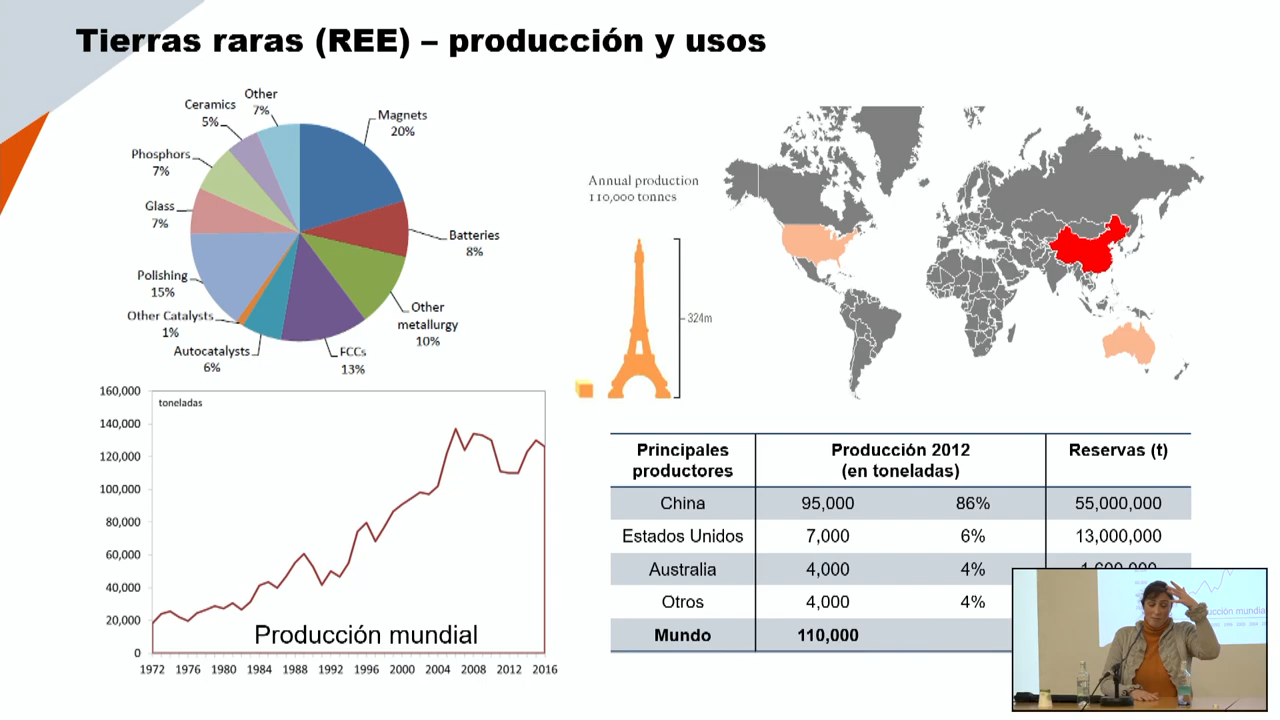 Tierras raras (REE) – producción y usos
Other
7%
Ceramics
5%
Magnets
20%
Phosphors
7%
Glass
7%
Batteries
8%
Polishing
15%
Other
metallurgy
10%
Other Catalysts
1%
Autocatalysts
6%
FCCs
13%
Annual production
110,000 tonnes
324m
160,000
140,000
120,000
100,000
80,000
60,000
40,000
20,000
0
toneladas
Producción mundial
1972 1976 1980 1984 1988 1992 1996 2000 2004 2008 2012 2016
Principales productores Producción 2012 (en toneladas) Reservas (t)
China 95,000 86% 55,000,000
Estados Unidos 7,000 6% 13,000,000
Australia 4,000 4% 1,600,000
Otros 4,000 4%
Mundo 110,000
ucción mundial